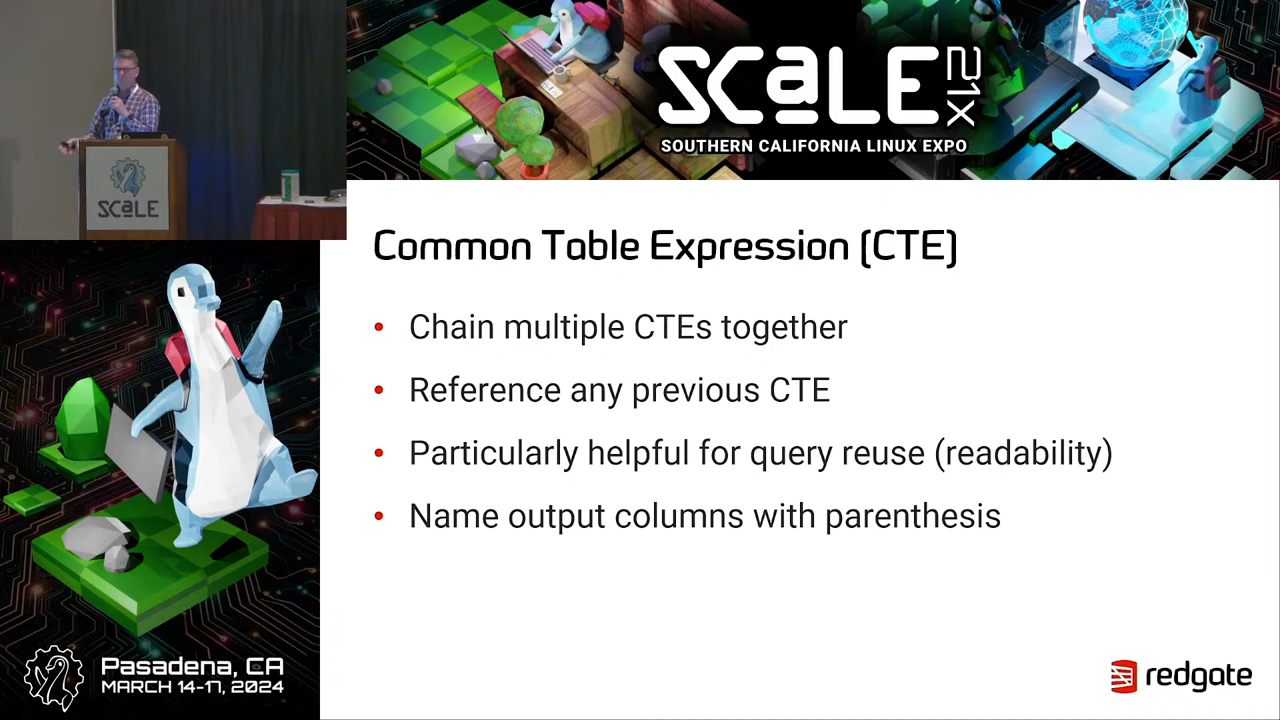 SCALE
SCALE 21X
SOUTHERN CALIFORNIA LINUX EXPO
Common Table Expression (CTE)
• Chain multiple CTEs together
• Reference any previous CTE
• Particularly helpful for query reuse (readability)
• Name output columns with parenthesis
Pasadena, CA
MARCH 14-17, 2024
redgate